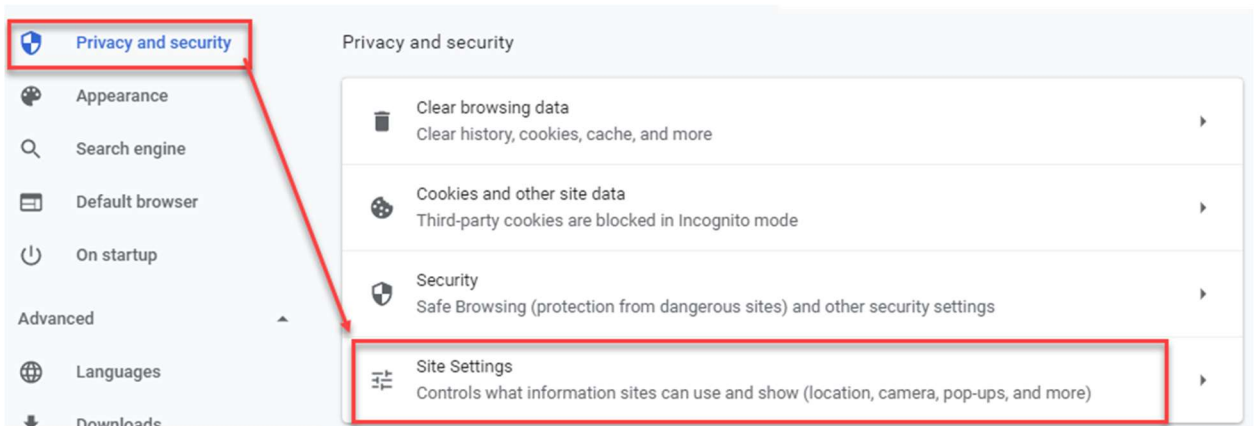 Privacy and security
Appearance
Search engine
Default browser
On startup
Advanced
Languages
Downloads
Privacy and security
Clear browsing data
Clear history, cookies, cache, and more
Cookies and other site data
Third-party cookies are blocked in Incognito mode
Security
Safe Browsing (protection from dangerous sites) and other security settings
Site Settings
Controls what information sites can use and show (location, camera, pop-ups, and more)